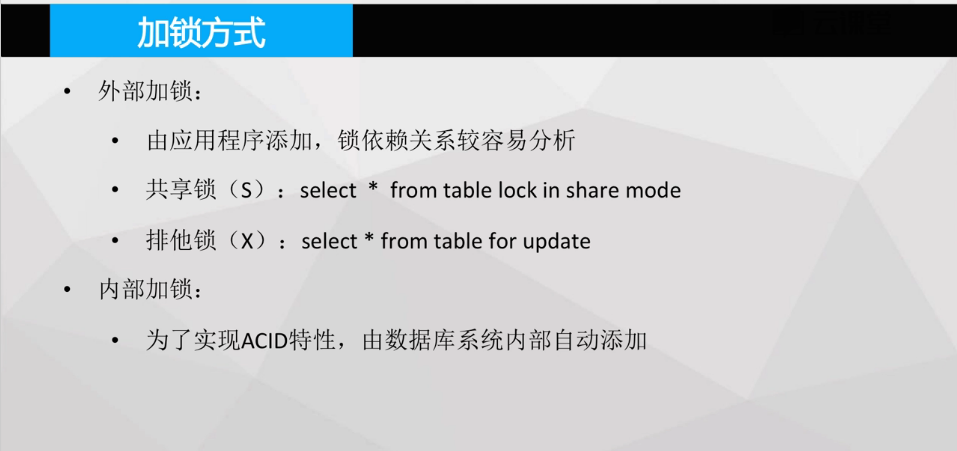 加锁方式
• 外部加锁：
• 由应用程序添加，锁依赖关系较容易分析
• 共享锁（S）：select * from table lock in share mode
• 排他锁（X）：select * from table for update
• 内部加锁：
• 为了实现ACID特性，由数据库系统内部自动添加